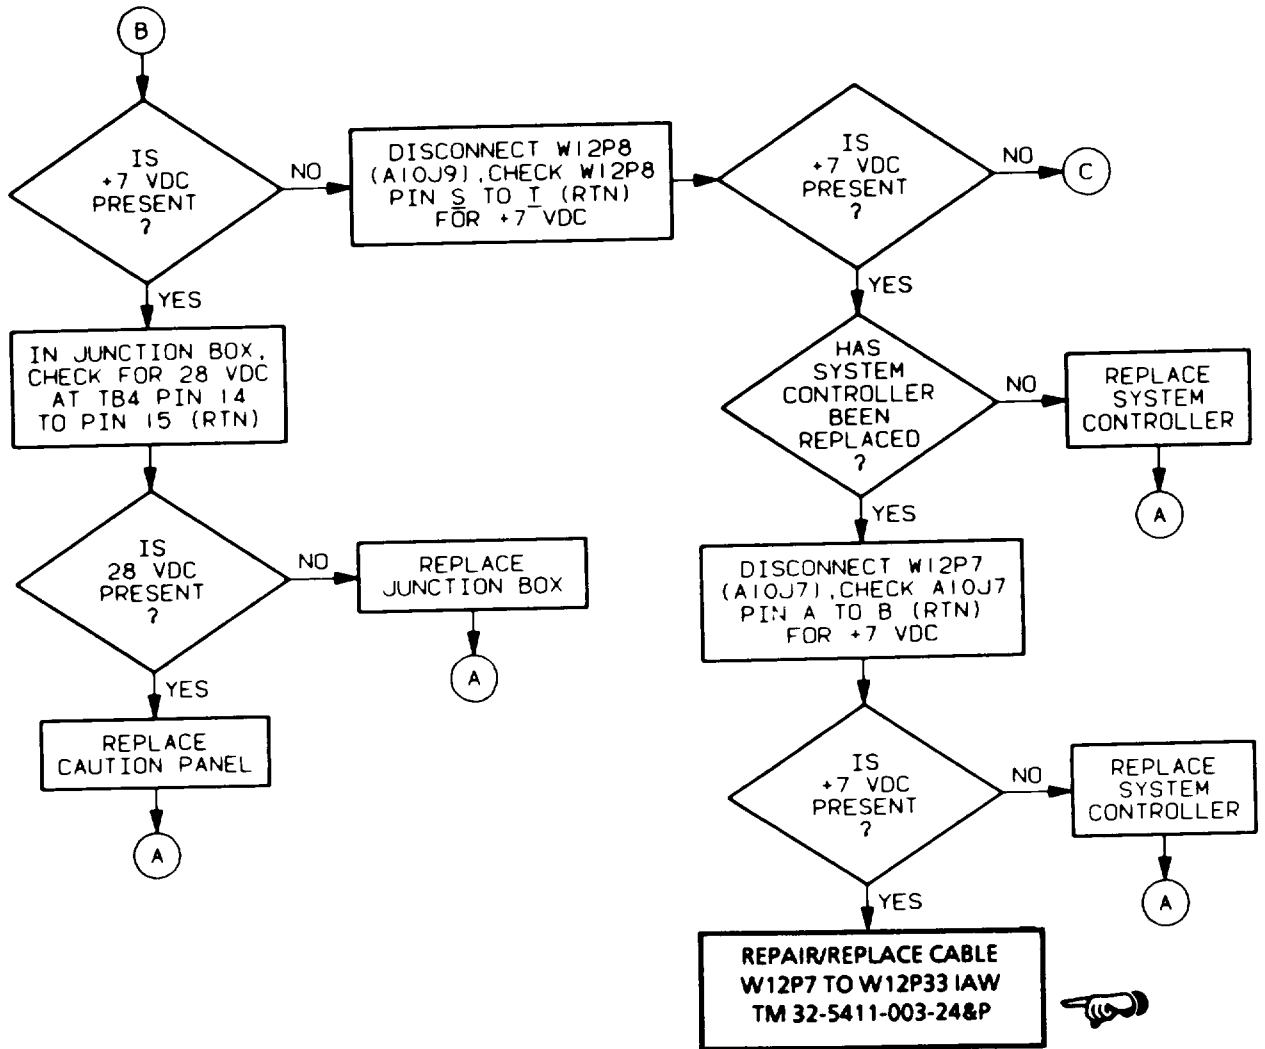 B
IS
+7 VDC
PRESENT
?
NO
DISCONNECT W12P8
(A10J9), CHECK W12P8
PIN S TO T (RTN)
FOR +7 VDC
IS
+7 VDC
PRESENT
?
NO
C
YES
IN JUNCTION BOX,
CHECK FOR 28 VDC
AT TB4 PIN 14
TO PIN 15 (RTN)
YES
HAS
SYSTEM
CONTROLLER
BEEN
REPLACED
?
NO
REPLACE
SYSTEM
CONTROLLER
A
IS
28 VDC
PRESENT
?
NO
REPLACE
JUNCTION BOX
A
YES
REPLACE
CAUTION PANEL
A
YES
DISCONNECT W12P7
(A10J7), CHECK A10J7
PIN A TO B (RTN)
FOR +7 VDC
IS
+7 VDC
PRESENT
?
NO
REPLACE
SYSTEM
CONTROLLER
A
YES
REPAIR/REPLACE CABLE
W12P7 TO W12P33 IAW
TM 32-5411-003-24&P